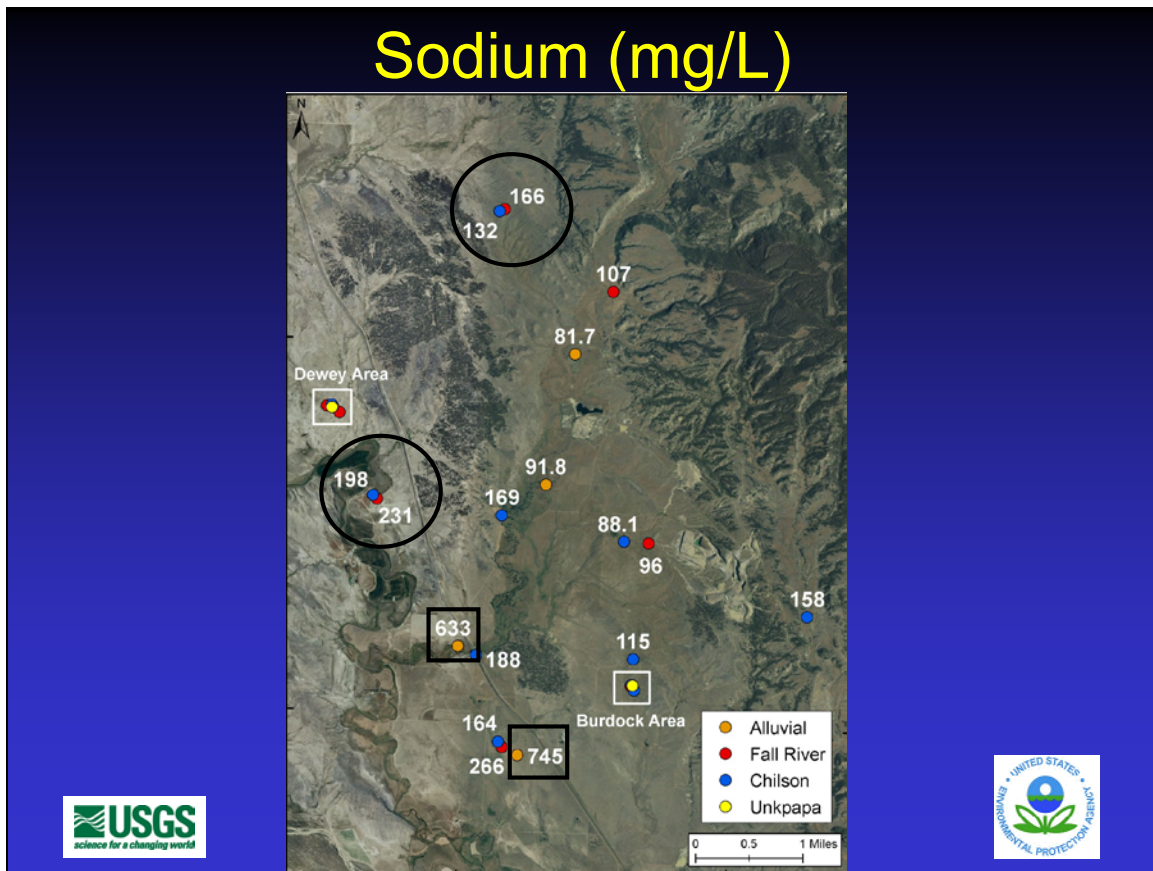 Sodium (mg/L)
N
166
132
107
81.7
Dewey Area
91.8
198
169
231
88.1
96
158
633
115
188
164
Burdock Area
266
745
Alluvial
Fall River
Chilson
Unkpapa
0 0.5 1 Miles
USGS
science for a changing world
UNITED STATES
ENVIRONMENTAL PROTECTION AGENCY